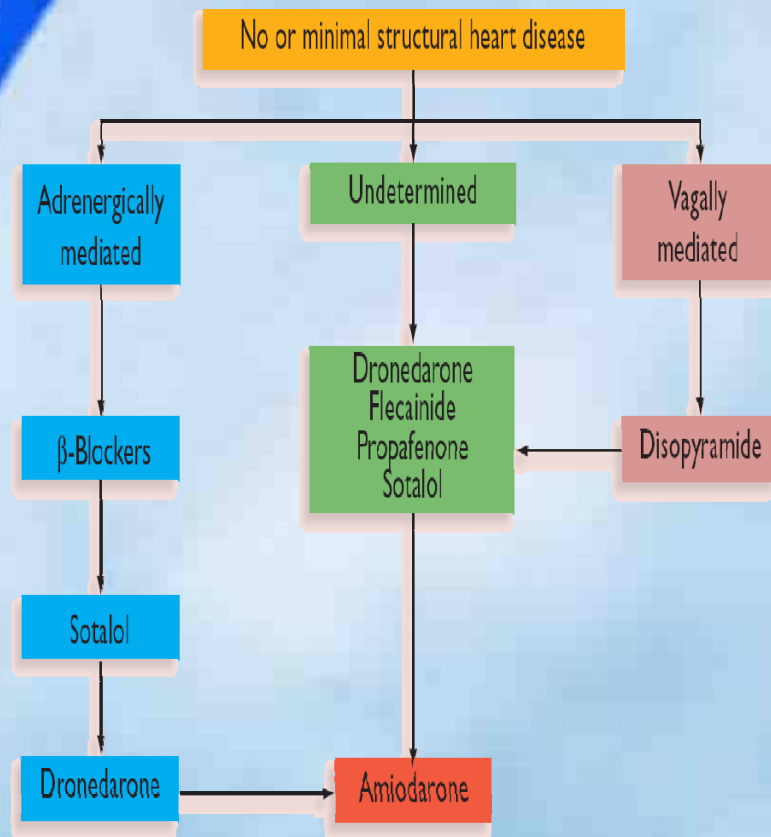 No or minimal structural heart disease
Adrenergically
mediated
Undetermined
Vagally
mediated
Dronedarone
Flecainide
Propafenone
Sotalol
β-Blockers
Disopyramide
Sotalol
Dronedarone
Amiodarone